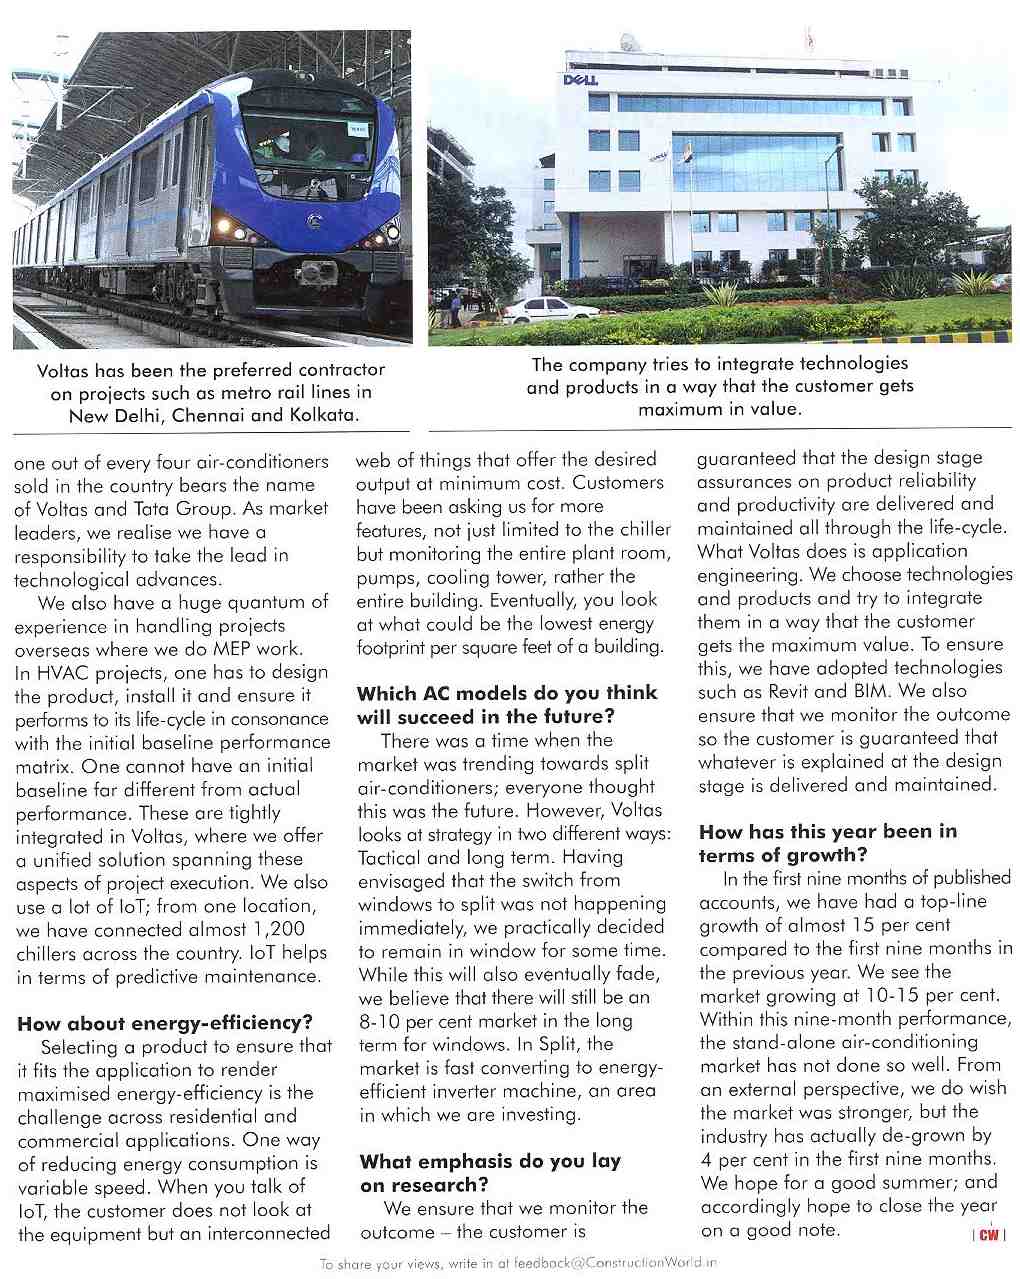 DELL
Voltas has been the preferred contractor
on projects such as metro rail lines in
New Delhi, Chennai and Kolkata.
The company tries to integrate technologies
and products in a way that the customer gets
maximum in value.
one out of every four air-conditioners
sold in the country bears the name
of Voltas and Tata Group. As market
leaders, we realise we have a
responsibility to take the lead in
technological advances.
We also have a huge quantum of
experience in handling projects
overseas where we do MEP work.
In HVAC projects, one has to design
the product, install it and ensure it
performs to its life-cycle in consonance
with the initial baseline performance
matrix. One cannot have an initial
baseline far different from actual
performance. These are tightly
integrated in Voltas, where we offer
a unified solution spanning these
aspects of project execution. We also
use a lot of IoT; from one location,
we have connected almost 1,200
chillers across the country. IoT helps
in terms of predictive maintenance.
How about energy-efficiency?
Selecting a product to ensure that
it fits the application to render
maximised energy-efficiency is the
challenge across residential and
commercial applications. One way
of reducing energy consumption is
variable speed. When you talk of
IoT, the customer does not look at
the equipment but an interconnected
web of things that offer the desired
output at minimum cost. Customers
have been asking us for more
features, not just limited to the chiller
but monitoring the entire plant room,
pumps, cooling tower, rather the
entire building. Eventually, you look
at what could be the lowest energy
footprint per square feet of a building.
Which AC models do you think
will succeed in the future?
There was a time when the
market was trending towards split
air-conditioners; everyone thought
this was the future. However, Voltas
looks at strategy in two different ways:
Tactical and long term. Having
envisaged that the switch from
windows to split was not happening
immediately, we practically decided
to remain in window for some time.
While this will also eventually fade,
we believe that there will still be an
8-10 per cent market in the long
term for windows. In Split, the
market is fast converting to energy-
efficient inverter machine, an area
in which we are investing.
What emphasis do you lay
on research?
We ensure that we monitor the
outcome – the customer is
guaranteed that the design stage
assurances on product reliability
and productivity are delivered and
maintained all through the life-cycle.
What Voltas does is application
engineering. We choose technologies
and products and try to integrate
them in a way that the customer
gets the maximum value. To ensure
this, we have adopted technologies
such as Revit and BIM. We also
ensure that we monitor the outcome
so the customer is guaranteed that
whatever is explained at the design
stage is delivered and maintained.
How has this year been in
terms of growth?
In the first nine months of published
accounts, we have had a top-line
growth of almost 15 per cent
compared to the first nine months in
the previous year. We see the
market growing at 10-15 per cent.
Within this nine-month performance,
the stand-alone air-conditioning
market has not done so well. From
an external perspective, we do wish
the market was stronger, but the
industry has actually de-grown by
4 per cent in the first nine months.
We hope for a good summer; and
accordingly hope to close the year
on a good note.
| CW |
To share your views, write in at feedback@ConstructionWorld.in